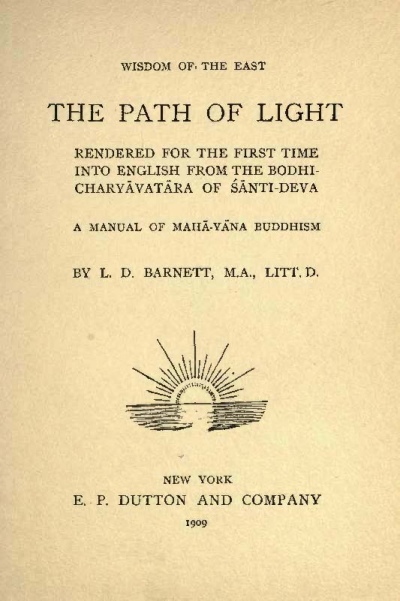 WISDOM OF THE EAST
THE PATH OF LIGHT
RENDERED FOR THE FIRST TIME
INTO ENGLISH FROM THE BODHI-
CHARYĀVATĀRA OF ŚĀNTI-DEVA
A MANUAL OF MAHĀ-YĀNA BUDDHISM
BY L. D. BARNETT, M.A., LITT.D.
NEW YORK
E. P. DUTTON AND COMPANY
1909